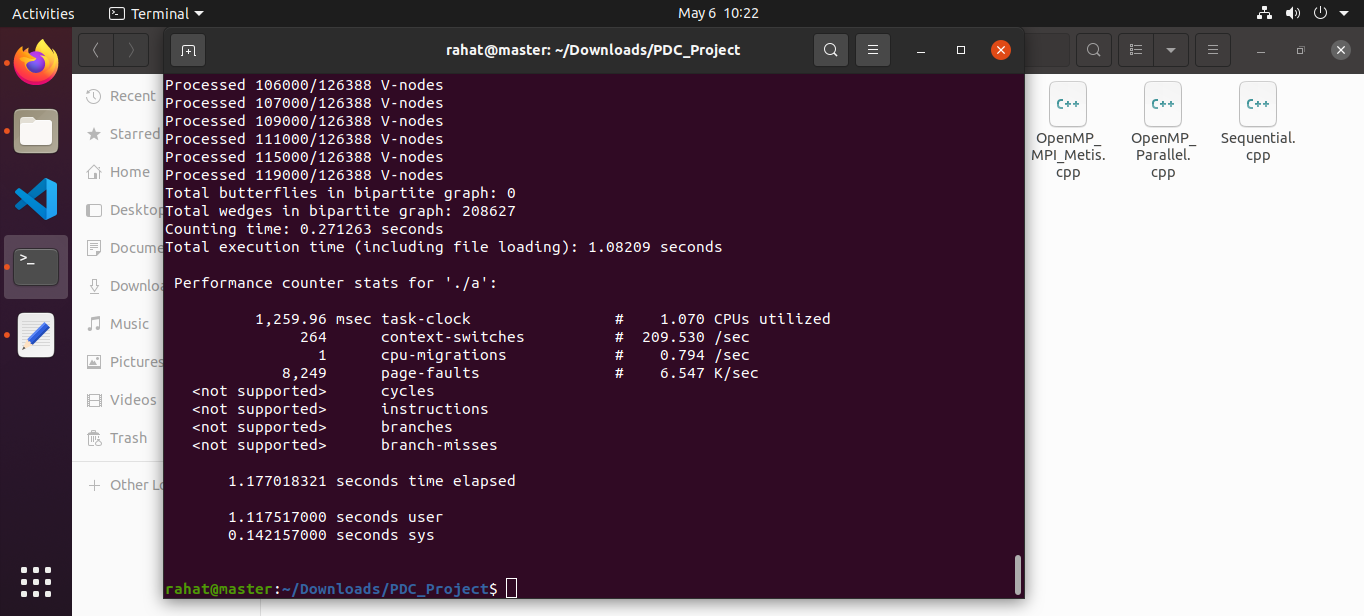 Activities
Terminal
May 6 10:22
rahat@master: ~/Downloads/PDC_Project
Recent
Starred
Home
Desktop
Docume
Downloa
Music
Pictures
Videos
Trash
+ Other Lo
Processed 106000/126388 V-nodes
Processed 107000/126388 V-nodes
Processed 109000/126388 V-nodes
Processed 111000/126388 V-nodes
Processed 115000/126388 V-nodes
Processed 119000/126388 V-nodes
Total butterflies in bipartite graph: 0
Total wedges in bipartite graph: 208627
Counting time: 0.271263 seconds
Total execution time (including file loading): 1.08209 seconds
Performance counter stats for './a':
1,259.96 msec task-clock # 1.070 CPUs utilized
264 context-switches # 209.530 /sec
1 cpu-migrations # 0.794 /sec
8,249 page-faults # 6.547 K/sec
<not supported> cycles
<not supported> instructions
<not supported> branches
<not supported> branch-misses
1.177018321 seconds time elapsed
1.117517000 seconds user
0.142157000 seconds sys
rahat@master:~/Downloads/PDC_Project$
C++
OpenMP_
MPI_Metis.
cpp
C++
OpenMP_
Parallel.
cpp
C++
Sequential.
cpp